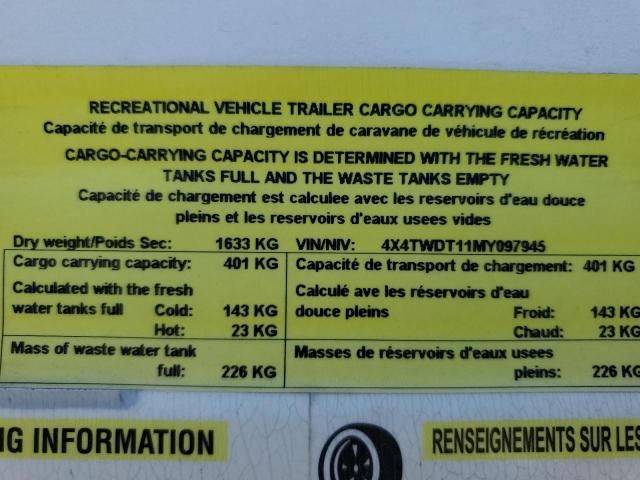 RECREATIONAL VEHICLE TRAILER CARGO CARRYING CAPACITY
Capacité de transport de chargement de caravane de véhicule de récréation
CARGO-CARRYING CAPACITY IS DETERMINED WITH THE FRESH WATER
TANKS FULL AND THE WASTE TANKS EMPTY
Capacité de chargement est calculee avec les reservoirs d'eau douce
pleins et les reservoirs d'eaux usees vides
Dry weight/Poids Sec: 1633 KG VIN/NIV: 4X4TWDT11MY097945
Cargo carrying capacity: 401 KG
Calculated with the fresh
water tanks full Cold: 143 KG
Hot: 23 KG
Mass of waste water tank
full: 226 KG
Capacité de transport de chargement: 401 KG
Calculé ave les réservoirs d'eau
douce pleins Froid: 143 KG
Chaud: 23 KG
Masses de réservoirs d'eaux usees
pleins: 226 KG
NG INFORMATION
RENSEIGNEMENTS SUR LES